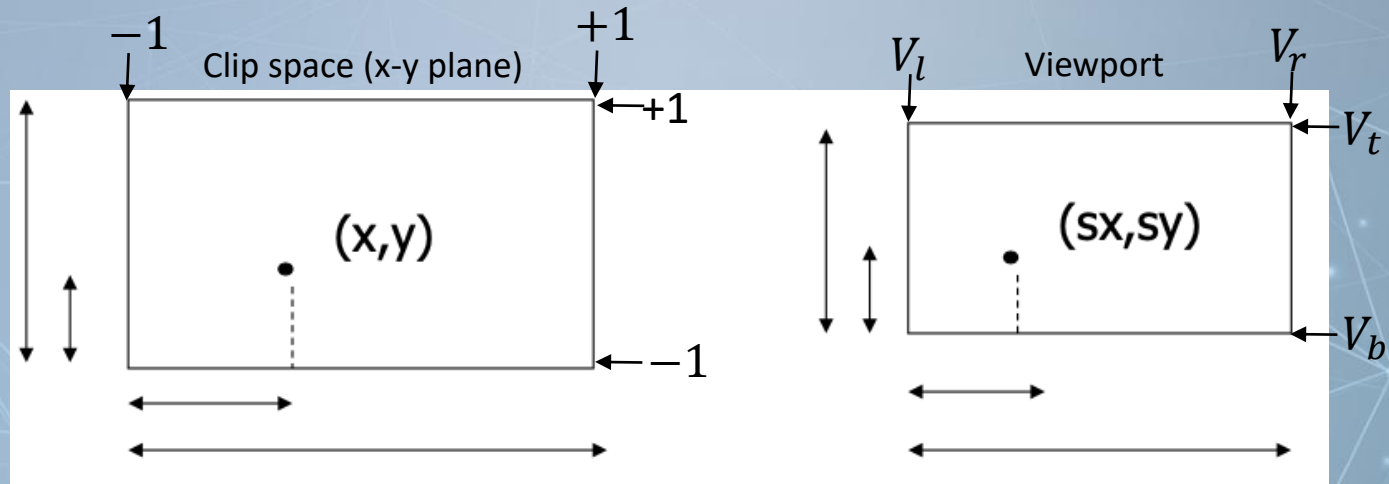 −1
Clip space (x-y plane)
+1
+1
(x,y)
−1
V_l
Viewport
V_r
V_t
(sx,sy)
V_b